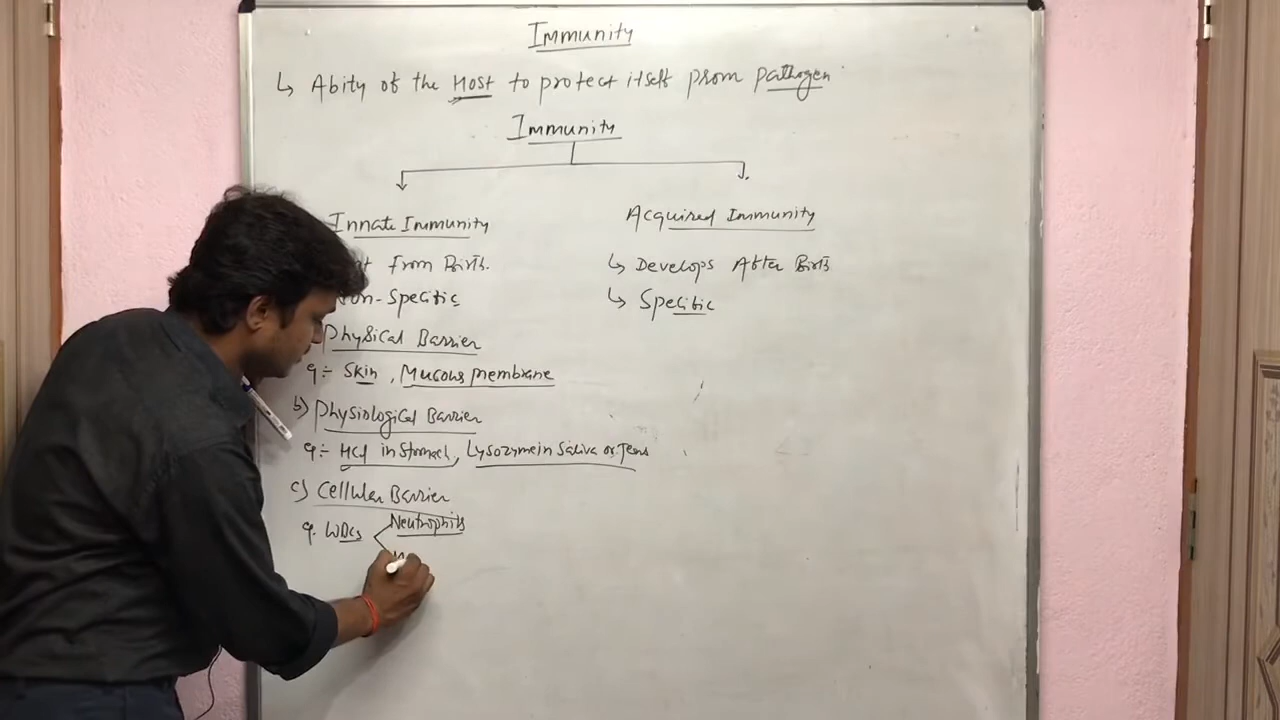 Immunity
↳ Abity of the Host to protect itself prom pathogen
Immunity
Innate Immunity
from Birth.
Non-Specific
Physical Barrier
eg:- Skin, Mucous membrane
b) Physiological Barrier
eg:- HCl in Stomach, Lysozyme in Saliva or Tears
c) Cellular Barrier
eg. WBCs
Neutrophils
Acquired Immunity
↳ Develops After Birth
↳ Specific